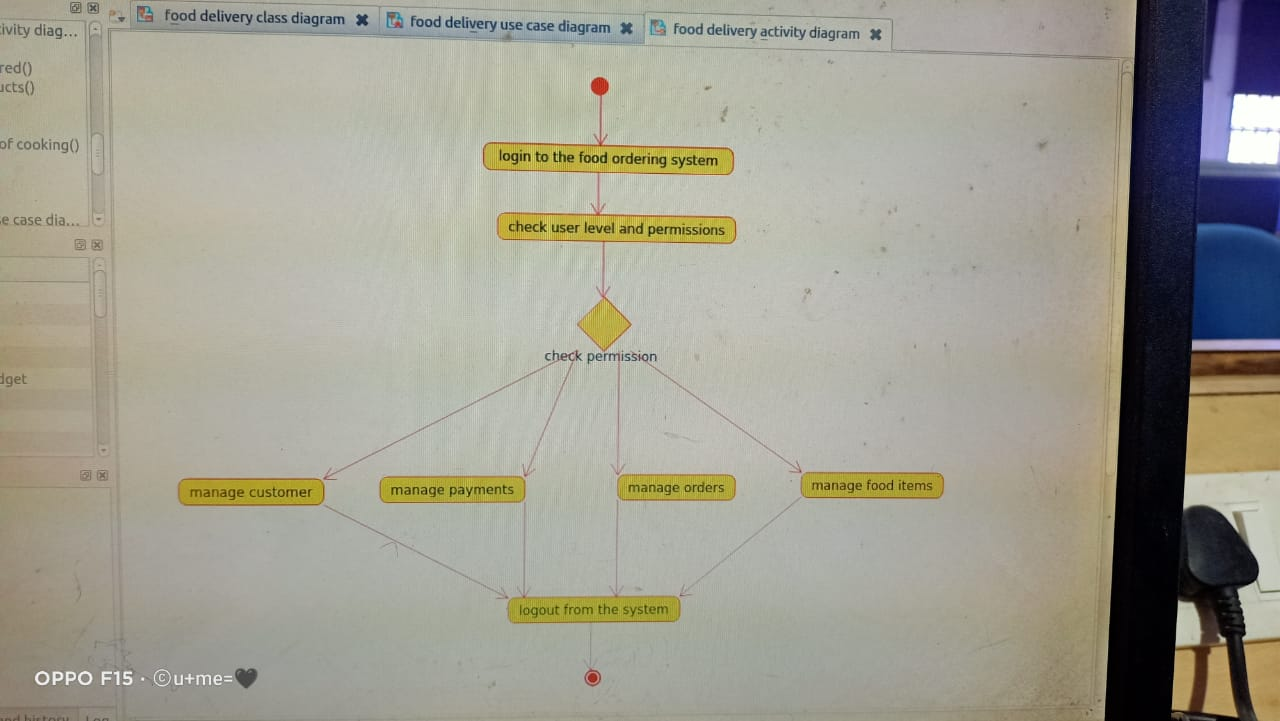 food delivery class diagram
food delivery use case diagram
food delivery activity diagram
ivity diag...
red()
ucts()
of cooking()
e case dia...
dget
login to the food ordering system
check user level and permissions
check permission
manage customer
manage payments
manage orders
manage food items
logout from the system
OPPO F15 · ©u+me=🖤